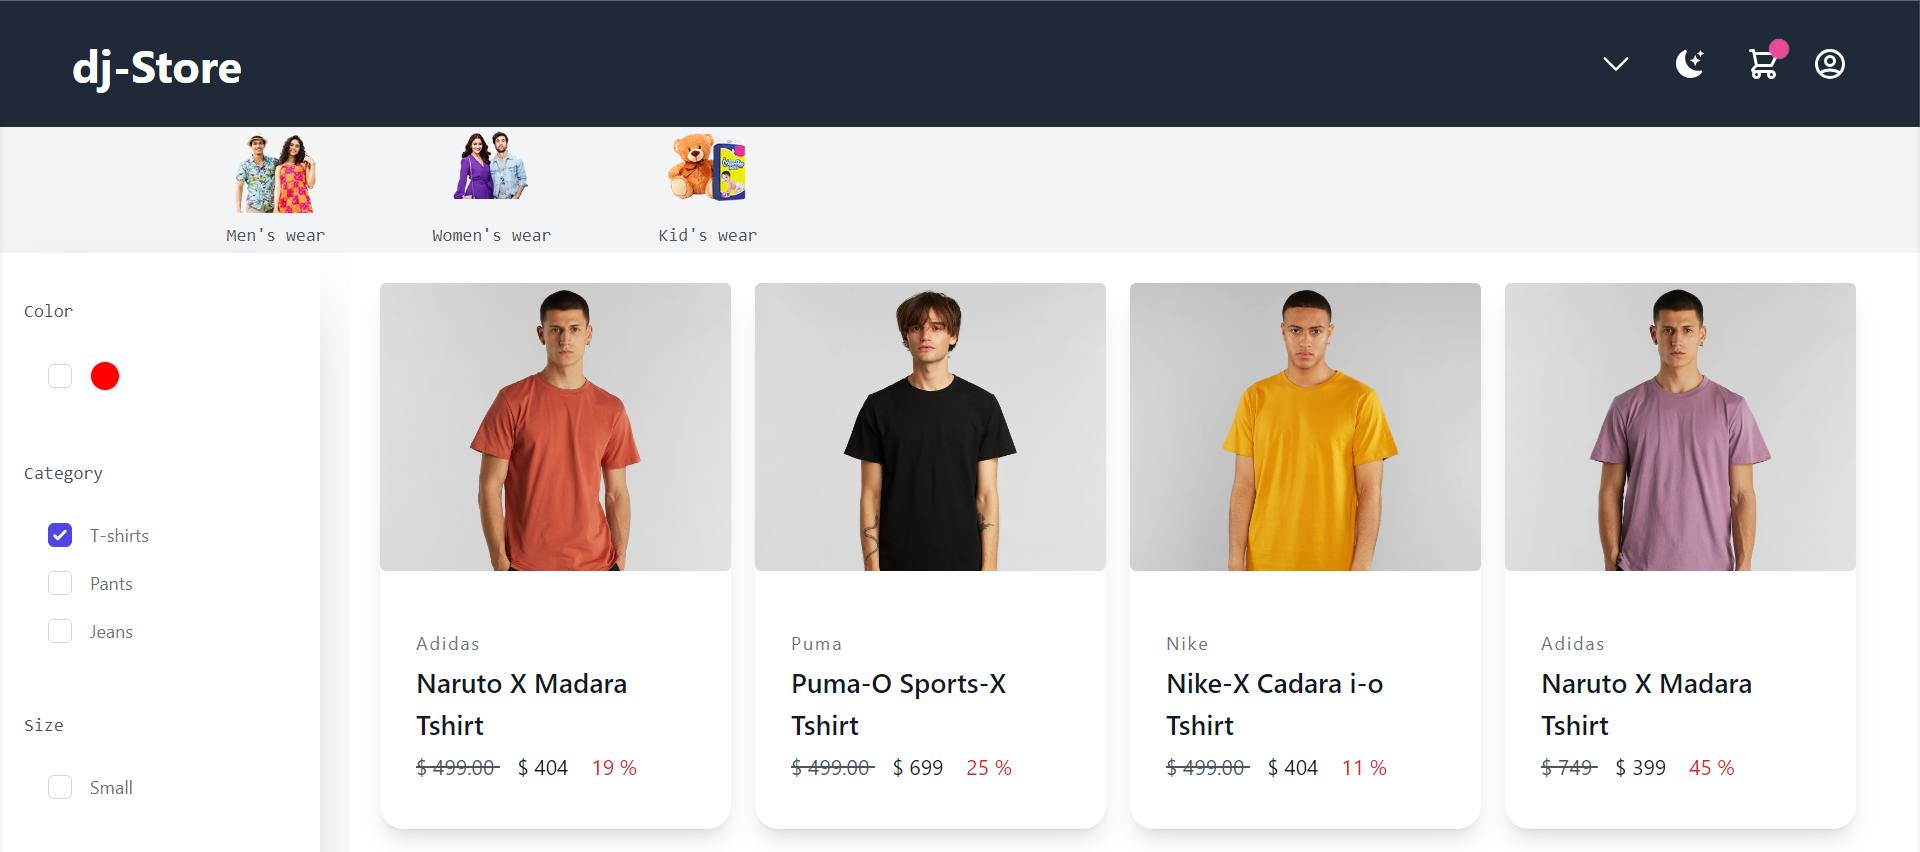 dj-Store
Men's wear
Women's wear
Kid's wear
Color
Category
T-shirts
Pants
Jeans
Size
Small
Adidas
Naruto X Madara
Tshirt
$ 499.00 $ 404 19 %
Puma
Puma-O Sports-X
Tshirt
$ 499.00 $ 699 25 %
Nike
Nike-X Cadara i-o
Tshirt
$ 499.00 $ 404 11 %
Adidas
Naruto X Madara
Tshirt
$ 749 $ 399 45 %